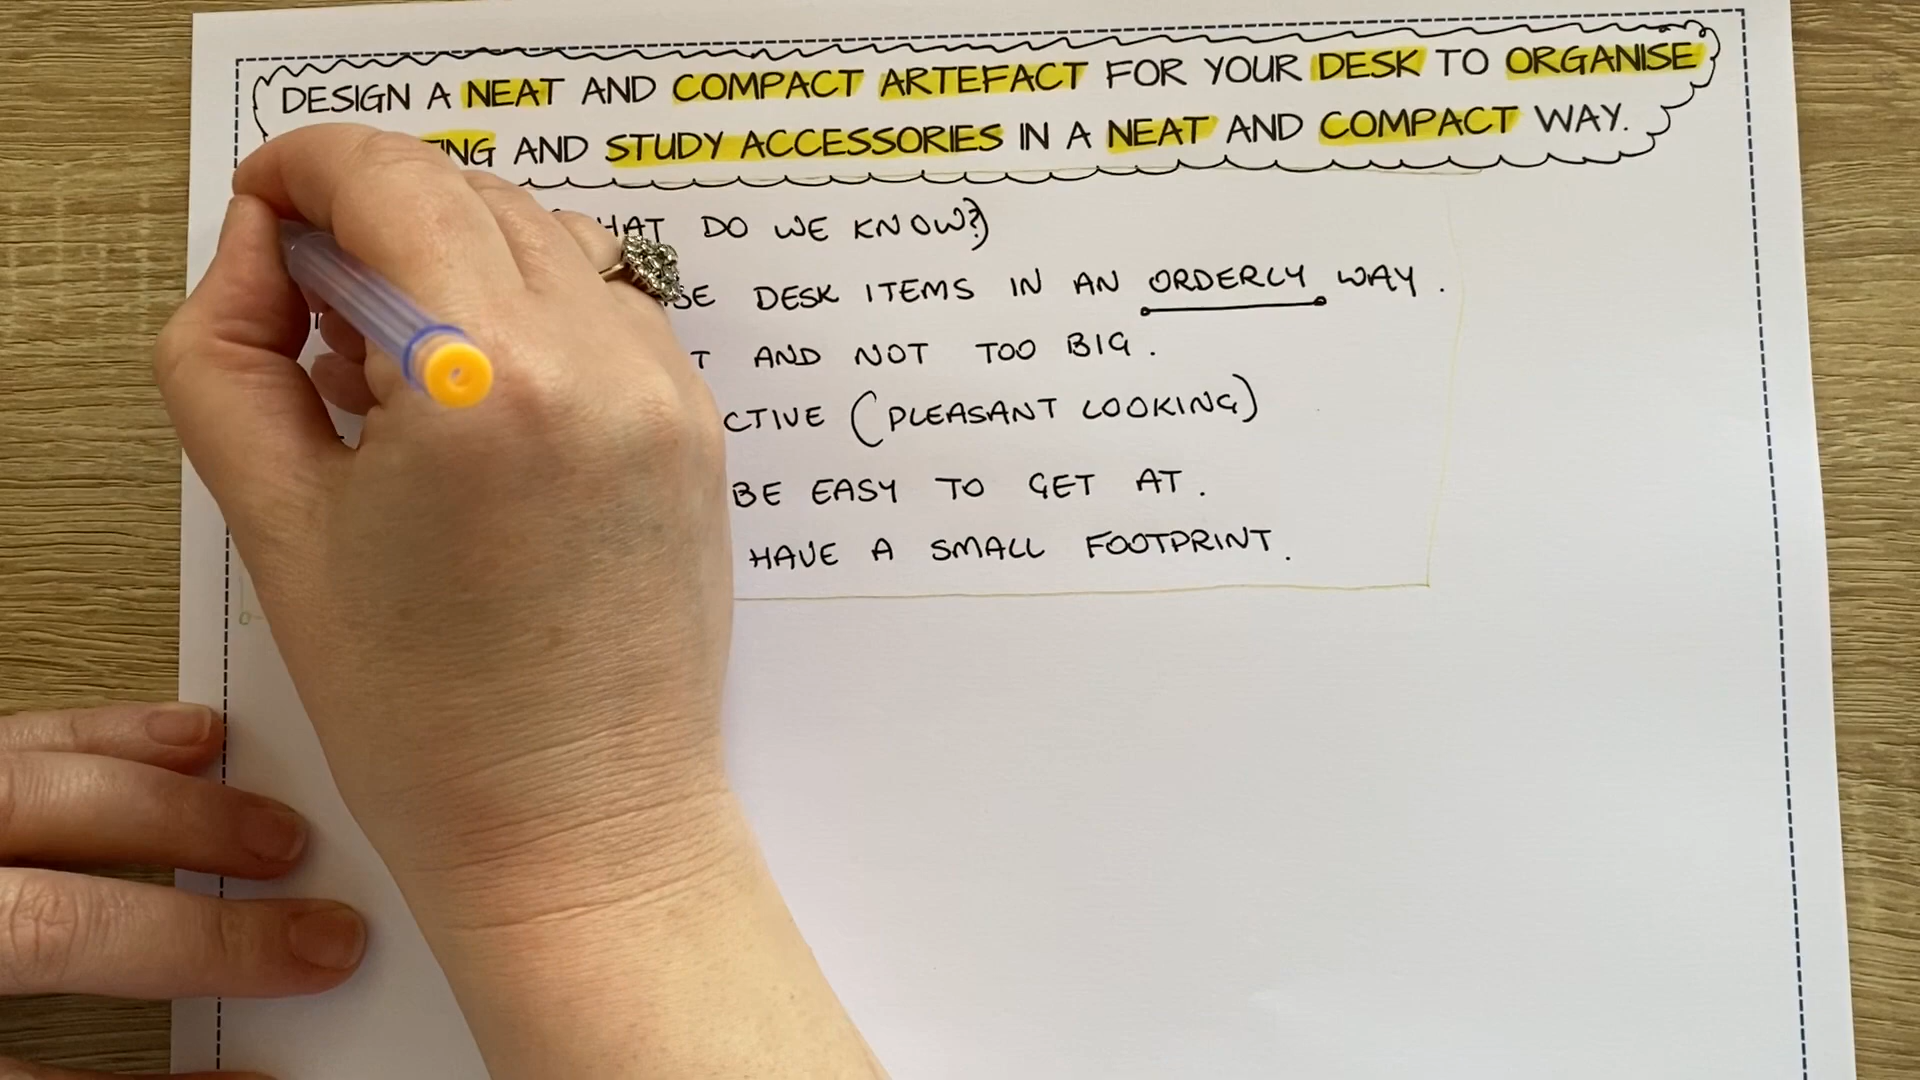 DESIGN A NEAT AND COMPACT ARTEFACT FOR YOUR DESK TO ORGANISE
AND STUDY ACCESSORIES IN A NEAT AND COMPACT WAY.
DO WE KNOW?)
DESK ITEMS IN AN ORDERLY WAY.
AND NOT TOO BIG.
(PLEASANT LOOKING)
BE EASY TO GET AT.
HAVE A SMALL FOOTPRINT.